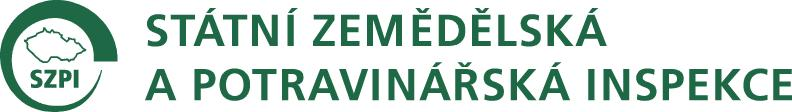 SZPI
STÁTNÍ ZEMĚDĚLSKÁ
A POTRAVINÁŘSKÁ INSPEKCE